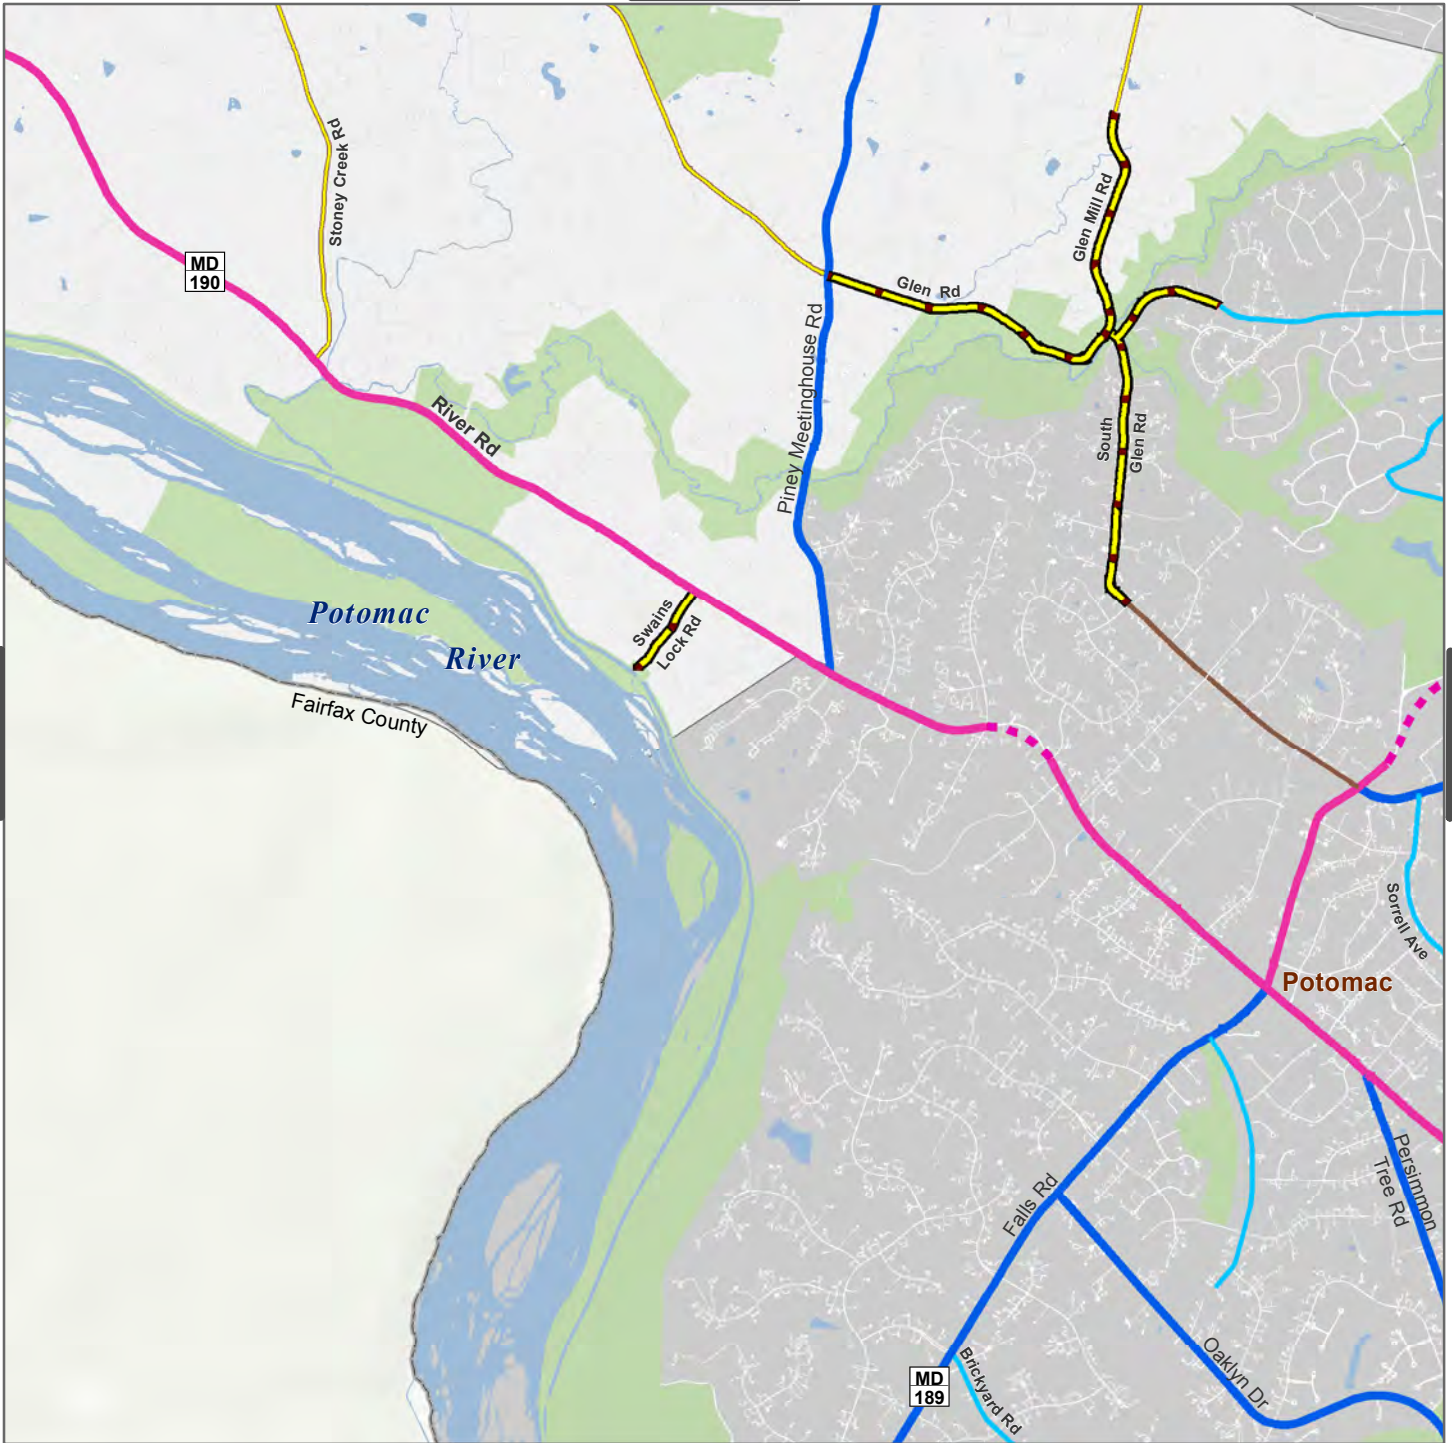 Stoney Creek Rd
MD
190
River Rd
Piney Meetinghouse Rd
Glen Rd
Glen Mill Rd
South
Glen Rd
Swains
Lock Rd
Potomac
River
Fairfax County
Sorrell Ave
Potomac
Persimmon
Tree Rd
Falls Rd
Oaklyn Dr
MD
189
Brickyard Rd